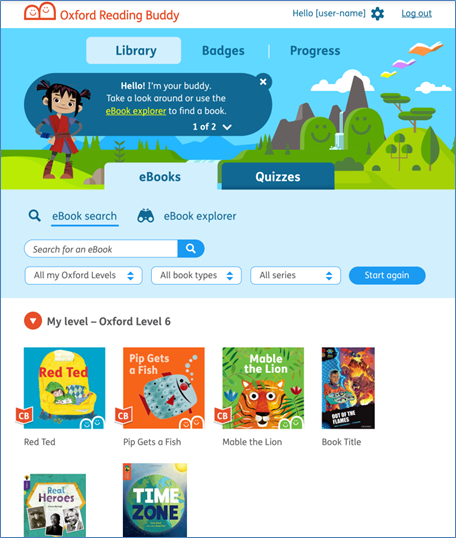 Oxford Reading Buddy
Hello [user-name]
Log out
Library
Badges
Progress
Hello! I'm your buddy.
Take a look around or use the
eBook explorer to find a book.
1 of 2
eBooks
Quizzes
eBook search
eBook explorer
Search for an eBook
All my Oxford Levels
All book types
All series
Start again
My level – Oxford Level 6
Red Ted
CB
Pip Gets
a Fish
CB
Mable
the Lion
CB
OUT OF THE
FLAMES
Red Ted
Pip Gets a Fish
Mable the Lion
Book Title
Real
Heroes
TIME
ZONE